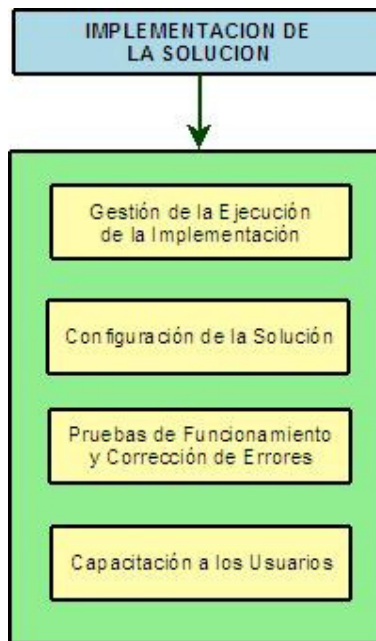 IMPLEMENTACION DE
LA SOLUCION
Gestión de la Ejecución
de la Implementación
Configuración de la Solución
Pruebas de Funcionamiento
y Corrección de Errores
Capacitación a los Usuarios